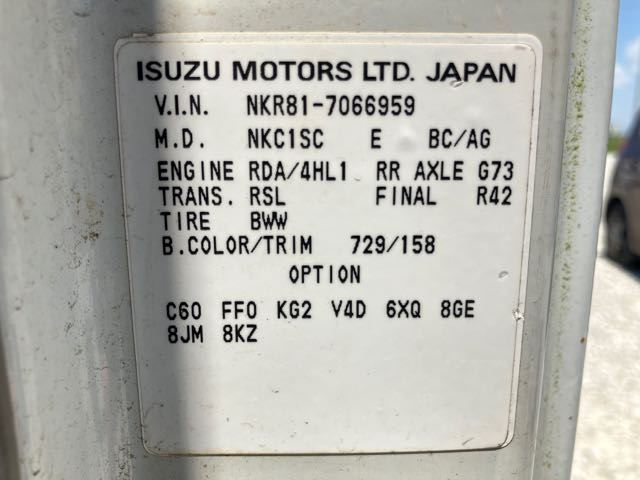 ISUZU MOTORS LTD. JAPAN
V.I.N. NKR81-7066959
M.D. NKC1SC E BC/AG
ENGINE RDA/4HL1 RR AXLE G73
TRANS. RSL FINAL R42
TIRE BWW
B.COLOR/TRIM 729/158
OPTION
C60 FF0 KG2 V4D 6XQ 8GE
8JM 8KZ